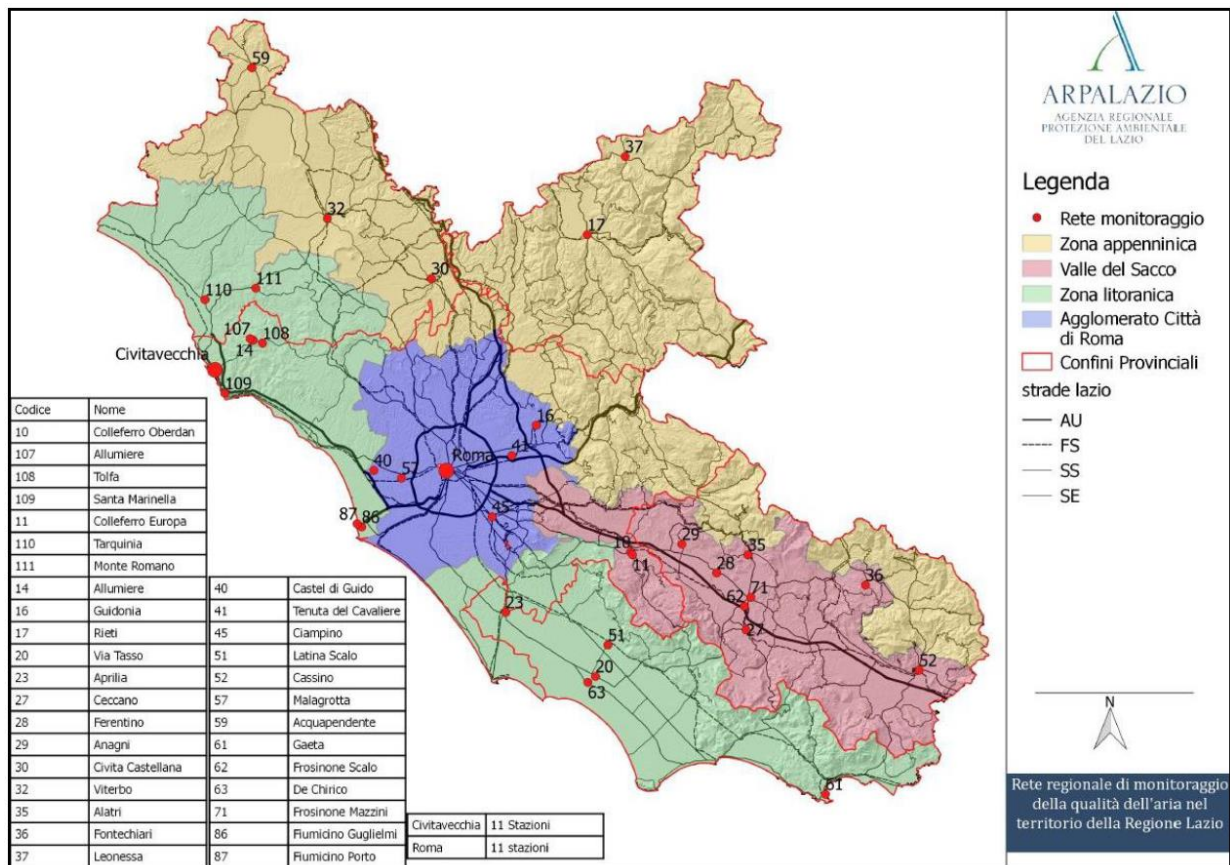 59
37
32
17
30
111
110
107
108
14
Civitavecchia
109
16
Roma
41
40
57
45
87
86
10
11
29
28
35
36
71
62
27
23
51
20
63
52
61
Codice Nome
10 Colleferro Oberdan
107 Allumiere
108 Tolfa
109 Santa Marinella
11 Colleferro Europa
110 Tarquinia
111 Monte Romano
14 Allumiere
16 Guidonia
17 Rieti
20 Via Tasso
23 Aprilia
27 Ceccano
28 Ferentino
29 Anagni
30 Civita Castellana
32 Viterbo
35 Alatri
36 Fontechiari
37 Leonessa
40 Castel di Guido
41 Tenuta del Cavaliere
45 Ciampino
51 Latina Scalo
52 Cassino
57 Malagrotta
59 Acquapendente
61 Gaeta
62 Frosinone Scalo
63 De Chirico
71 Frosinone Mazzini
86 Fiumicino Guglielmi
87 Fiumicino Porto
Civitavecchia 11 Stazioni
Roma 11 stazioni
ARPALAZIO
AGENZIA REGIONALE
PROTEZIONE AMBIENTALE
DEL LAZIO
Legenda
Rete monitoraggio
Zona appenninica
Valle del Sacco
Zona litoranica
Agglomerato Città
di Roma
Confini Provinciali
strade lazio
AU
FS
SS
SE
N
Rete regionale di monitoraggio
della qualità dell'aria nel
territorio della Regione Lazio